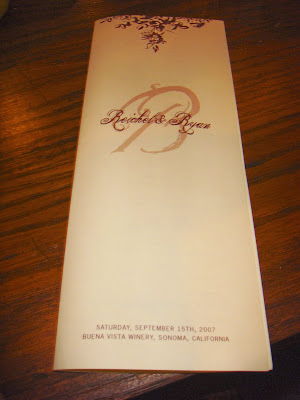 B
Reichel & Ryan
SATURDAY, SEPTEMBER 15TH, 2007
BUENA VISTA WINERY, SONOMA, CALIFORNIA